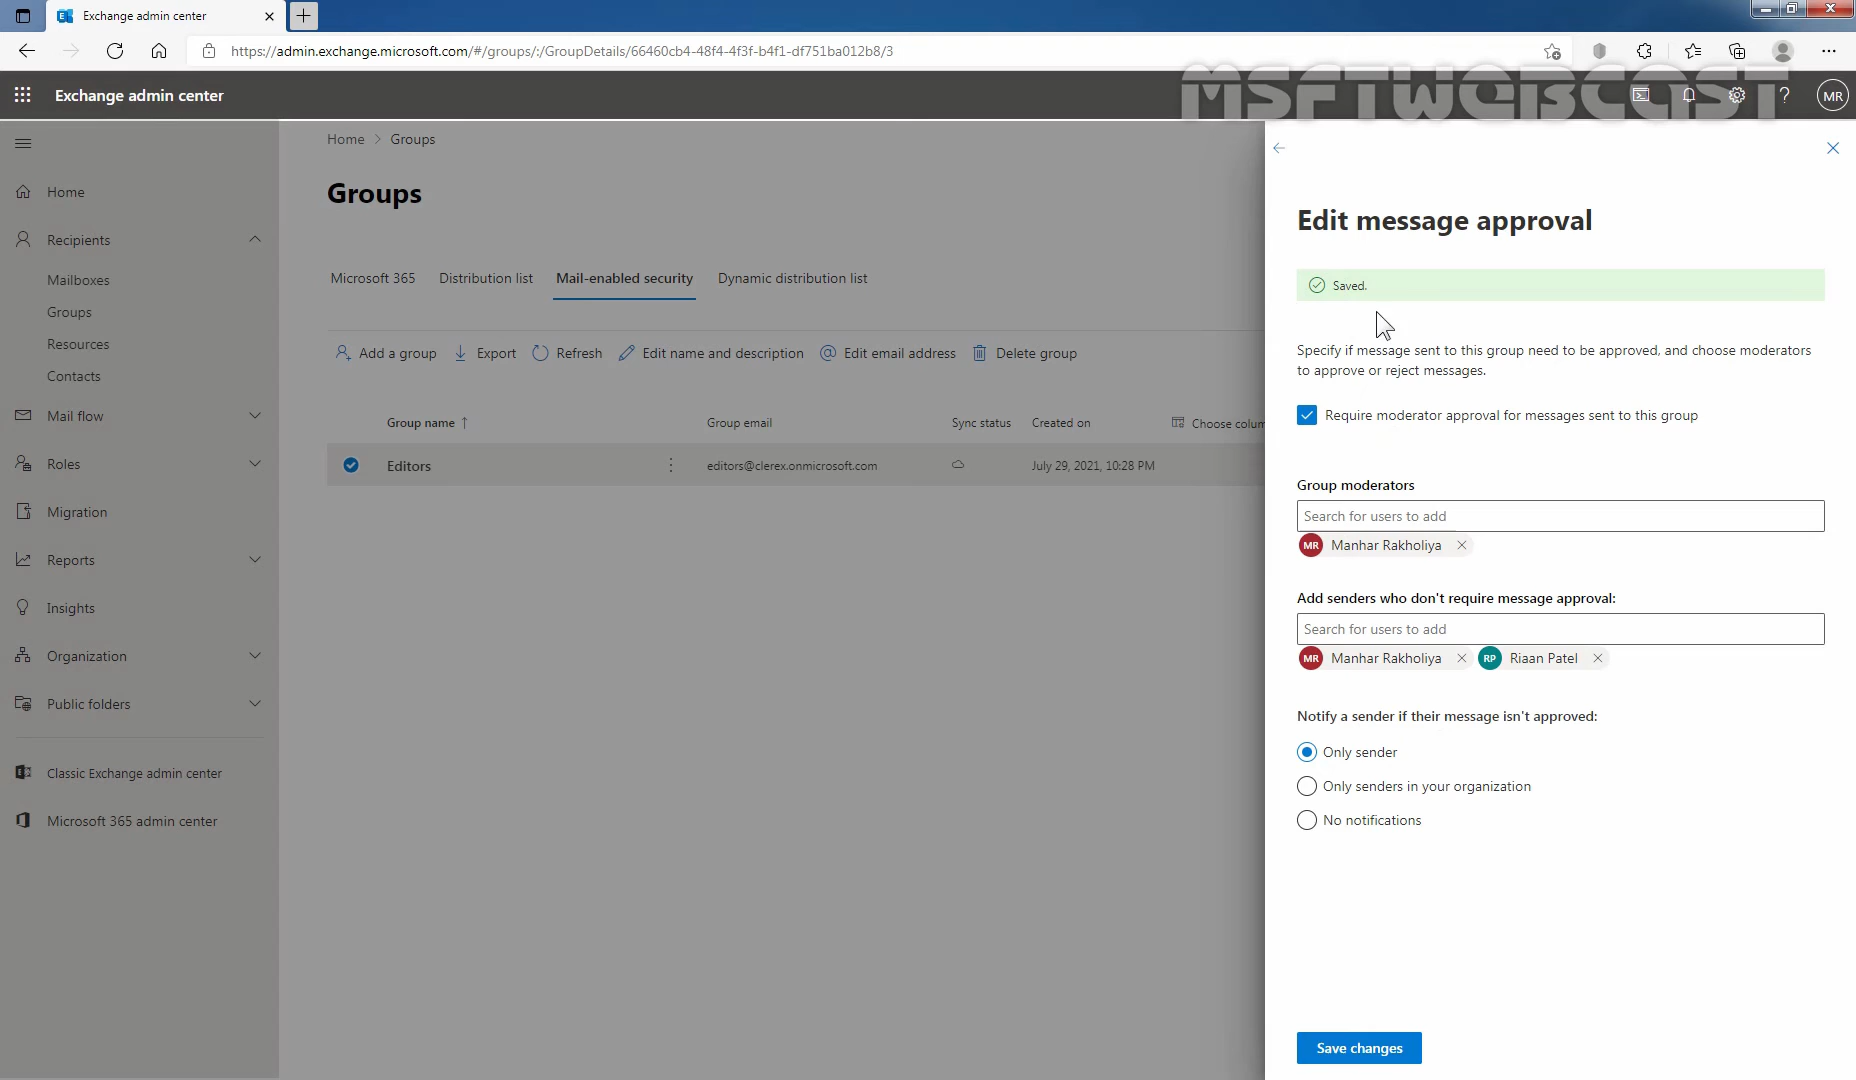 Exchange admin center
https://admin.exchange.microsoft.com/#/groups/:/GroupDetails/66460cb4-48f4-4f3f-b4f1-df751ba012b8/3
Exchange admin center
MSFTWEBCAST
MR
Home > Groups
Groups
Home
Recipients
Mailboxes
Groups
Resources
Contacts
Mail flow
Roles
Migration
Reports
Insights
Organization
Public folders
Classic Exchange admin center
Microsoft 365 admin center
Microsoft 365 Distribution list Mail-enabled security Dynamic distribution list
Add a group Export Refresh Edit name and description Edit email address Delete group
Group name ↑ Group email Sync status Created on Choose colum
Editors editors@clerex.onmicrosoft.com July 29, 2021, 10:28 PM
Edit message approval
Saved.
Specify if message sent to this group need to be approved, and choose moderators
to approve or reject messages.
Require moderator approval for messages sent to this group
Group moderators
Search for users to add
MR Manhar Rakholiya
Add senders who don't require message approval:
Search for users to add
MR Manhar Rakholiya RP Riaan Patel
Notify a sender if their message isn't approved:
Only sender
Only senders in your organization
No notifications
Save changes